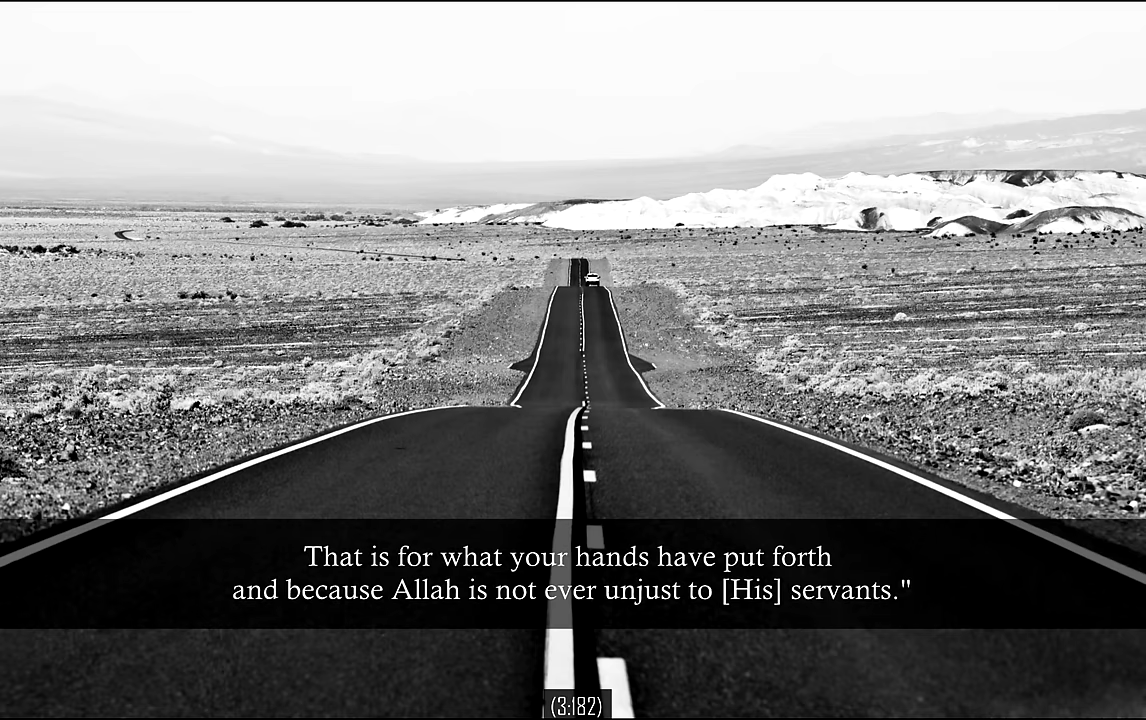 That is for what your hands have put forth
and because Allah is not ever unjust to [His] servants."
(3:182)